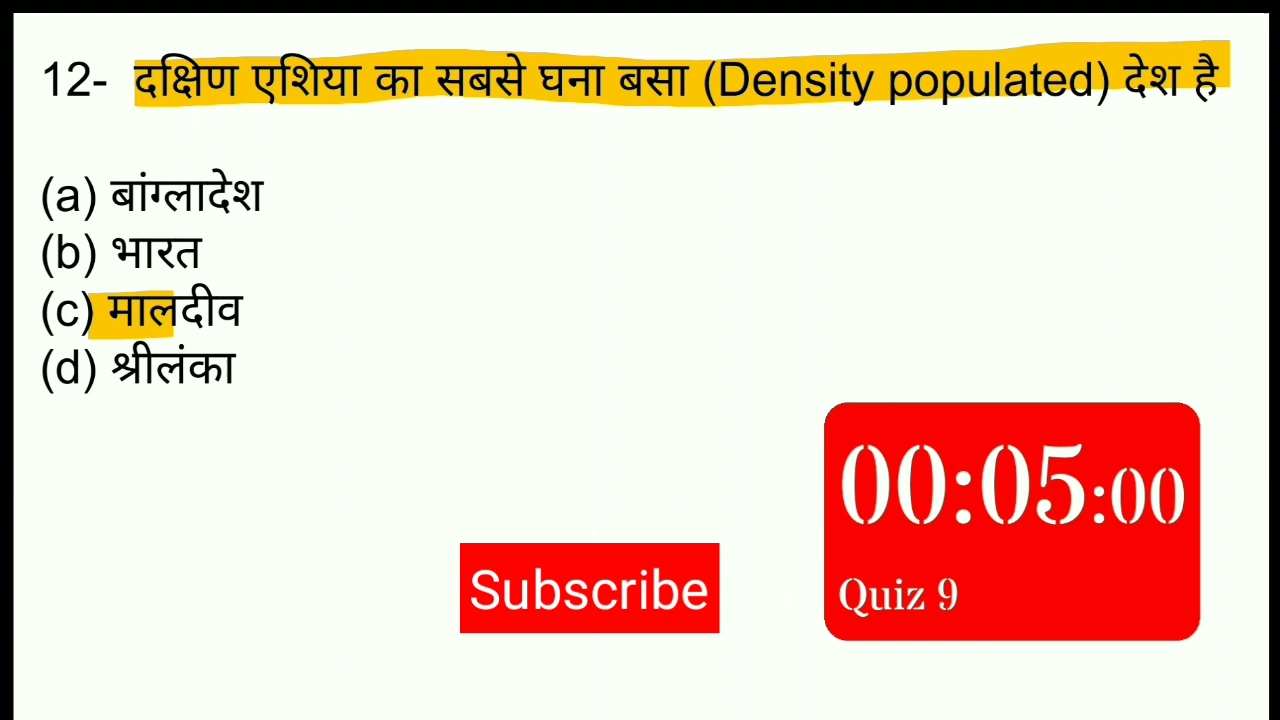 12- दक्षिण एशिया का सबसे घना बसा (Density populated) देश है
(a) बांग्लादेश
(b) भारत
(c) मालदीव
(d) श्रीलंका
00:05:00
Subscribe
Quiz 9